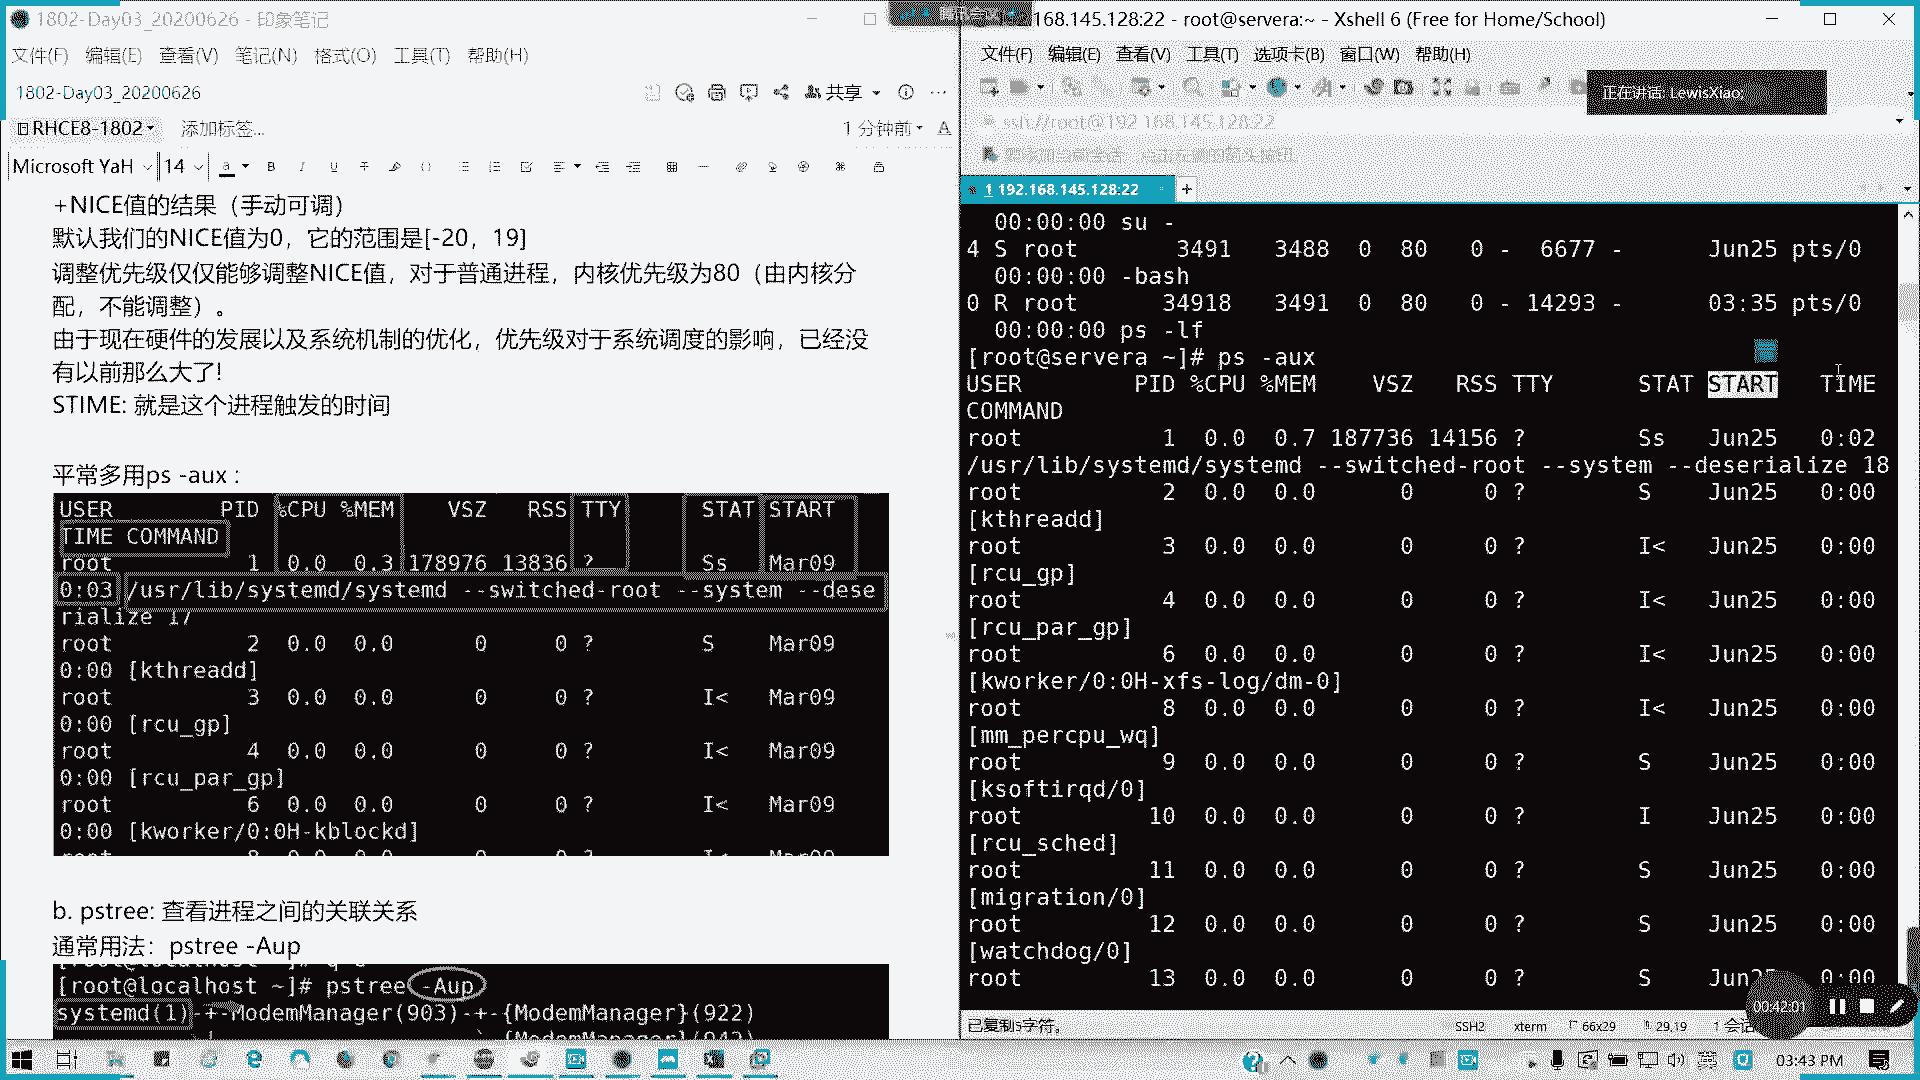 1802-Day03_20200626 - 印象笔记
文件(F) 编辑(E) 查看(V) 笔记(N) 格式(O) 工具(T) 帮助(H)
1802-Day03_20200626
共享
RHCE8-1802
添加标签...
1 分钟前
Microsoft YaH
14
+NICE值的结果（手动可调）
默认我们的NICE值为0，它的范围是[-20，19]
调整优先级仅仅能够调整NICE值，对于普通进程，内核优先级为80（由内核分
配，不能调整）。
由于现在硬件的发展以及系统机制的优化，优先级对于系统调度的影响，已经没
有以前那么大了!
STIME: 就是这个进程触发的时间
平常多用ps -aux :
USER PID %CPU %MEM VSZ RSS TTY STAT START
TIME COMMAND
root 1 0.0 0.3 178976 13836 ? Ss Mar09
0:03 /usr/lib/systemd/systemd --switched-root --system --dese
rialize 17
root 2 0.0 0.0 0 0 ? S Mar09
0:00 [kthreadd]
root 3 0.0 0.0 0 0 ? I< Mar09
0:00 [rcu_gp]
root 4 0.0 0.0 0 0 ? I< Mar09
0:00 [rcu_par_gp]
root 6 0.0 0.0 0 0 ? I< Mar09
0:00 [kworker/0:0H-kblockd]
b. pstree: 查看进程之间的关联关系
通常用法：pstree -Aup
[root@localhost ~]# pstree -Aup
systemd(1)-+-ModemManager(903)-+-{ModemManager}(922)
168.145.128:22 - root@servera:~ - Xshell 6 (Free for Home/School)
文件(F) 编辑(E) 查看(V) 工具(T) 选项卡(B) 窗口(W) 帮助(H)
正在讲话: LewisXiao;
ssh://root@192.168.145.128:22
要添加当前会话，点击左侧的箭头按钮。
1 192.168.145.128:22
00:00:00 su -
4 S root 3491 3488 0 80 0 - 6677 - Jun25 pts/0
00:00:00 -bash
0 R root 34918 3491 0 80 0 - 14293 - 03:35 pts/0
00:00:00 ps -lf
[root@servera ~]# ps -aux
USER PID %CPU %MEM VSZ RSS TTY STAT START TIME
COMMAND
root 1 0.0 0.7 187736 14156 ? Ss Jun25 0:02
/usr/lib/systemd/systemd --switched-root --system --deserialize 18
root 2 0.0 0.0 0 0 ? S Jun25 0:00
[kthreadd]
root 3 0.0 0.0 0 0 ? I< Jun25 0:00
[rcu_gp]
root 4 0.0 0.0 0 0 ? I< Jun25 0:00
[rcu_par_gp]
root 6 0.0 0.0 0 0 ? I< Jun25 0:00
[kworker/0:0H-xfs-log/dm-0]
root 8 0.0 0.0 0 0 ? I< Jun25 0:00
[mm_percpu_wq]
root 9 0.0 0.0 0 0 ? S Jun25 0:00
[ksoftirqd/0]
root 10 0.0 0.0 0 0 ? I Jun25 0:00
[rcu_sched]
root 11 0.0 0.0 0 0 ? S Jun25 0:00
[migration/0]
root 12 0.0 0.0 0 0 ? S Jun25 0:00
[watchdog/0]
root 13 0.0 0.0 0 0 ? S Jun25 0:00
00:42:01
已复制5字符。
SSH2 xterm 66x29 29,19 1 会话
英
03:43 PM